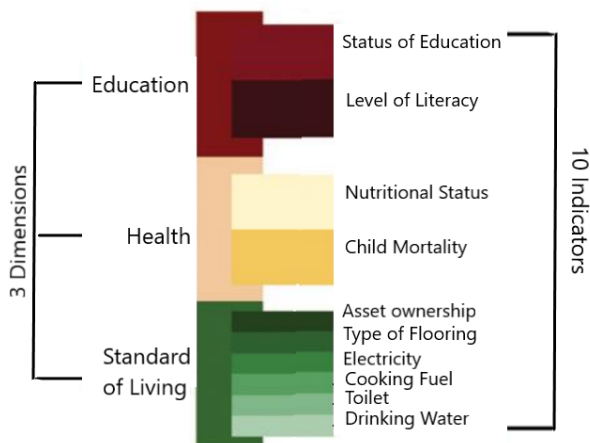 3 Dimensions
Education
Health
Standard
of Living
Status of Education
Level of Literacy
Nutritional Status
Child Mortality
Asset ownership
Type of Flooring
Electricity
Cooking Fuel
Toilet
Drinking Water
10 Indicators